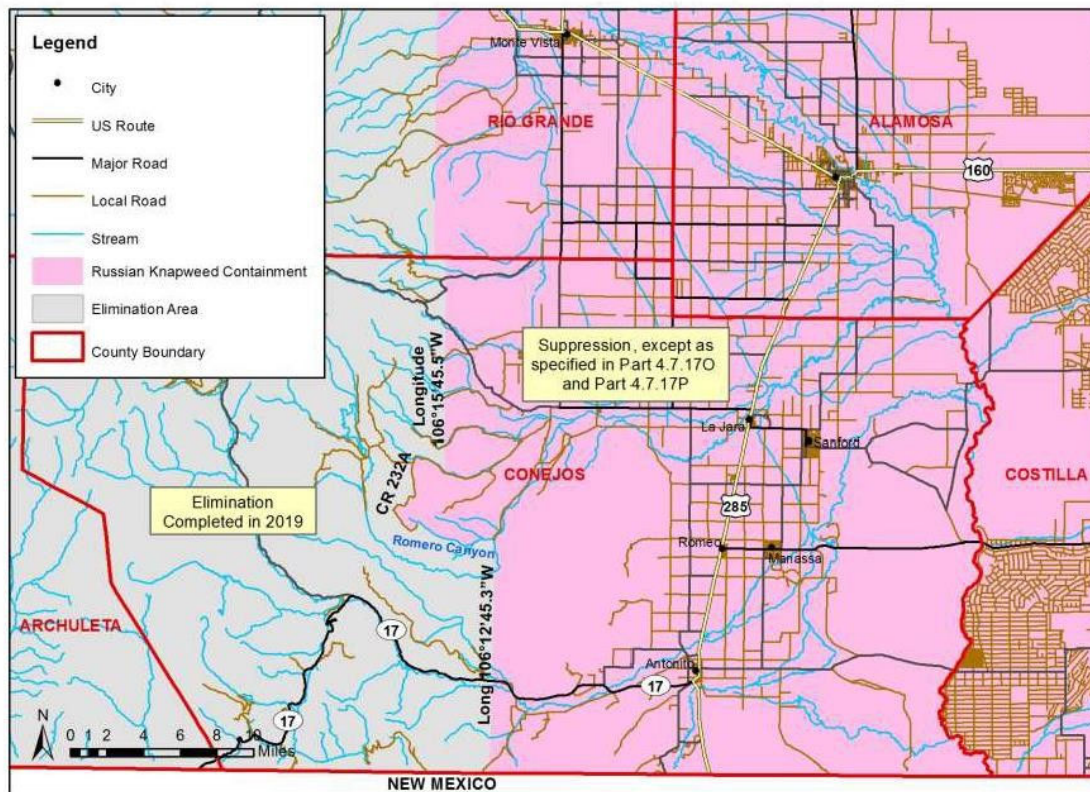 Legend
City
US Route
Major Road
Local Road
Stream
Russian Knapweed Containment
Elimination Area
County Boundary
Monte Vista
RIO GRANDE
ALAMOSA
160
Suppression, except as
specified in Part 4.7.17O
and Part 4.7.17P
Longitude
106°15'45.5"W
La Jara
Sanford
CR 232A
CONEJOS
COSTILLA
Elimination
Completed in 2019
285
Romeo
Manassa
Romero Canyon
Long 106°12'45.3"W
ARCHULETA
17
Antonito
17
17
N
0 1 2 4 6 8 10
Miles
NEW MEXICO